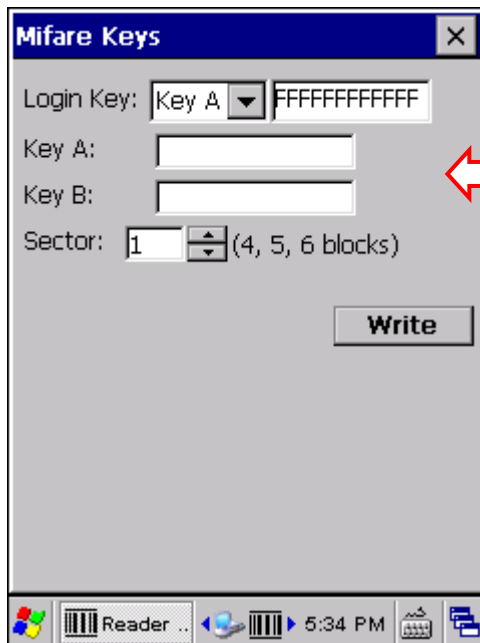 Mifare Keys
Login Key: Key A FFFFFFFFFFFF
Key A:
Key B:
Sector: 1 (4, 5, 6 blocks)
Write
Reader .. 5:34 PM